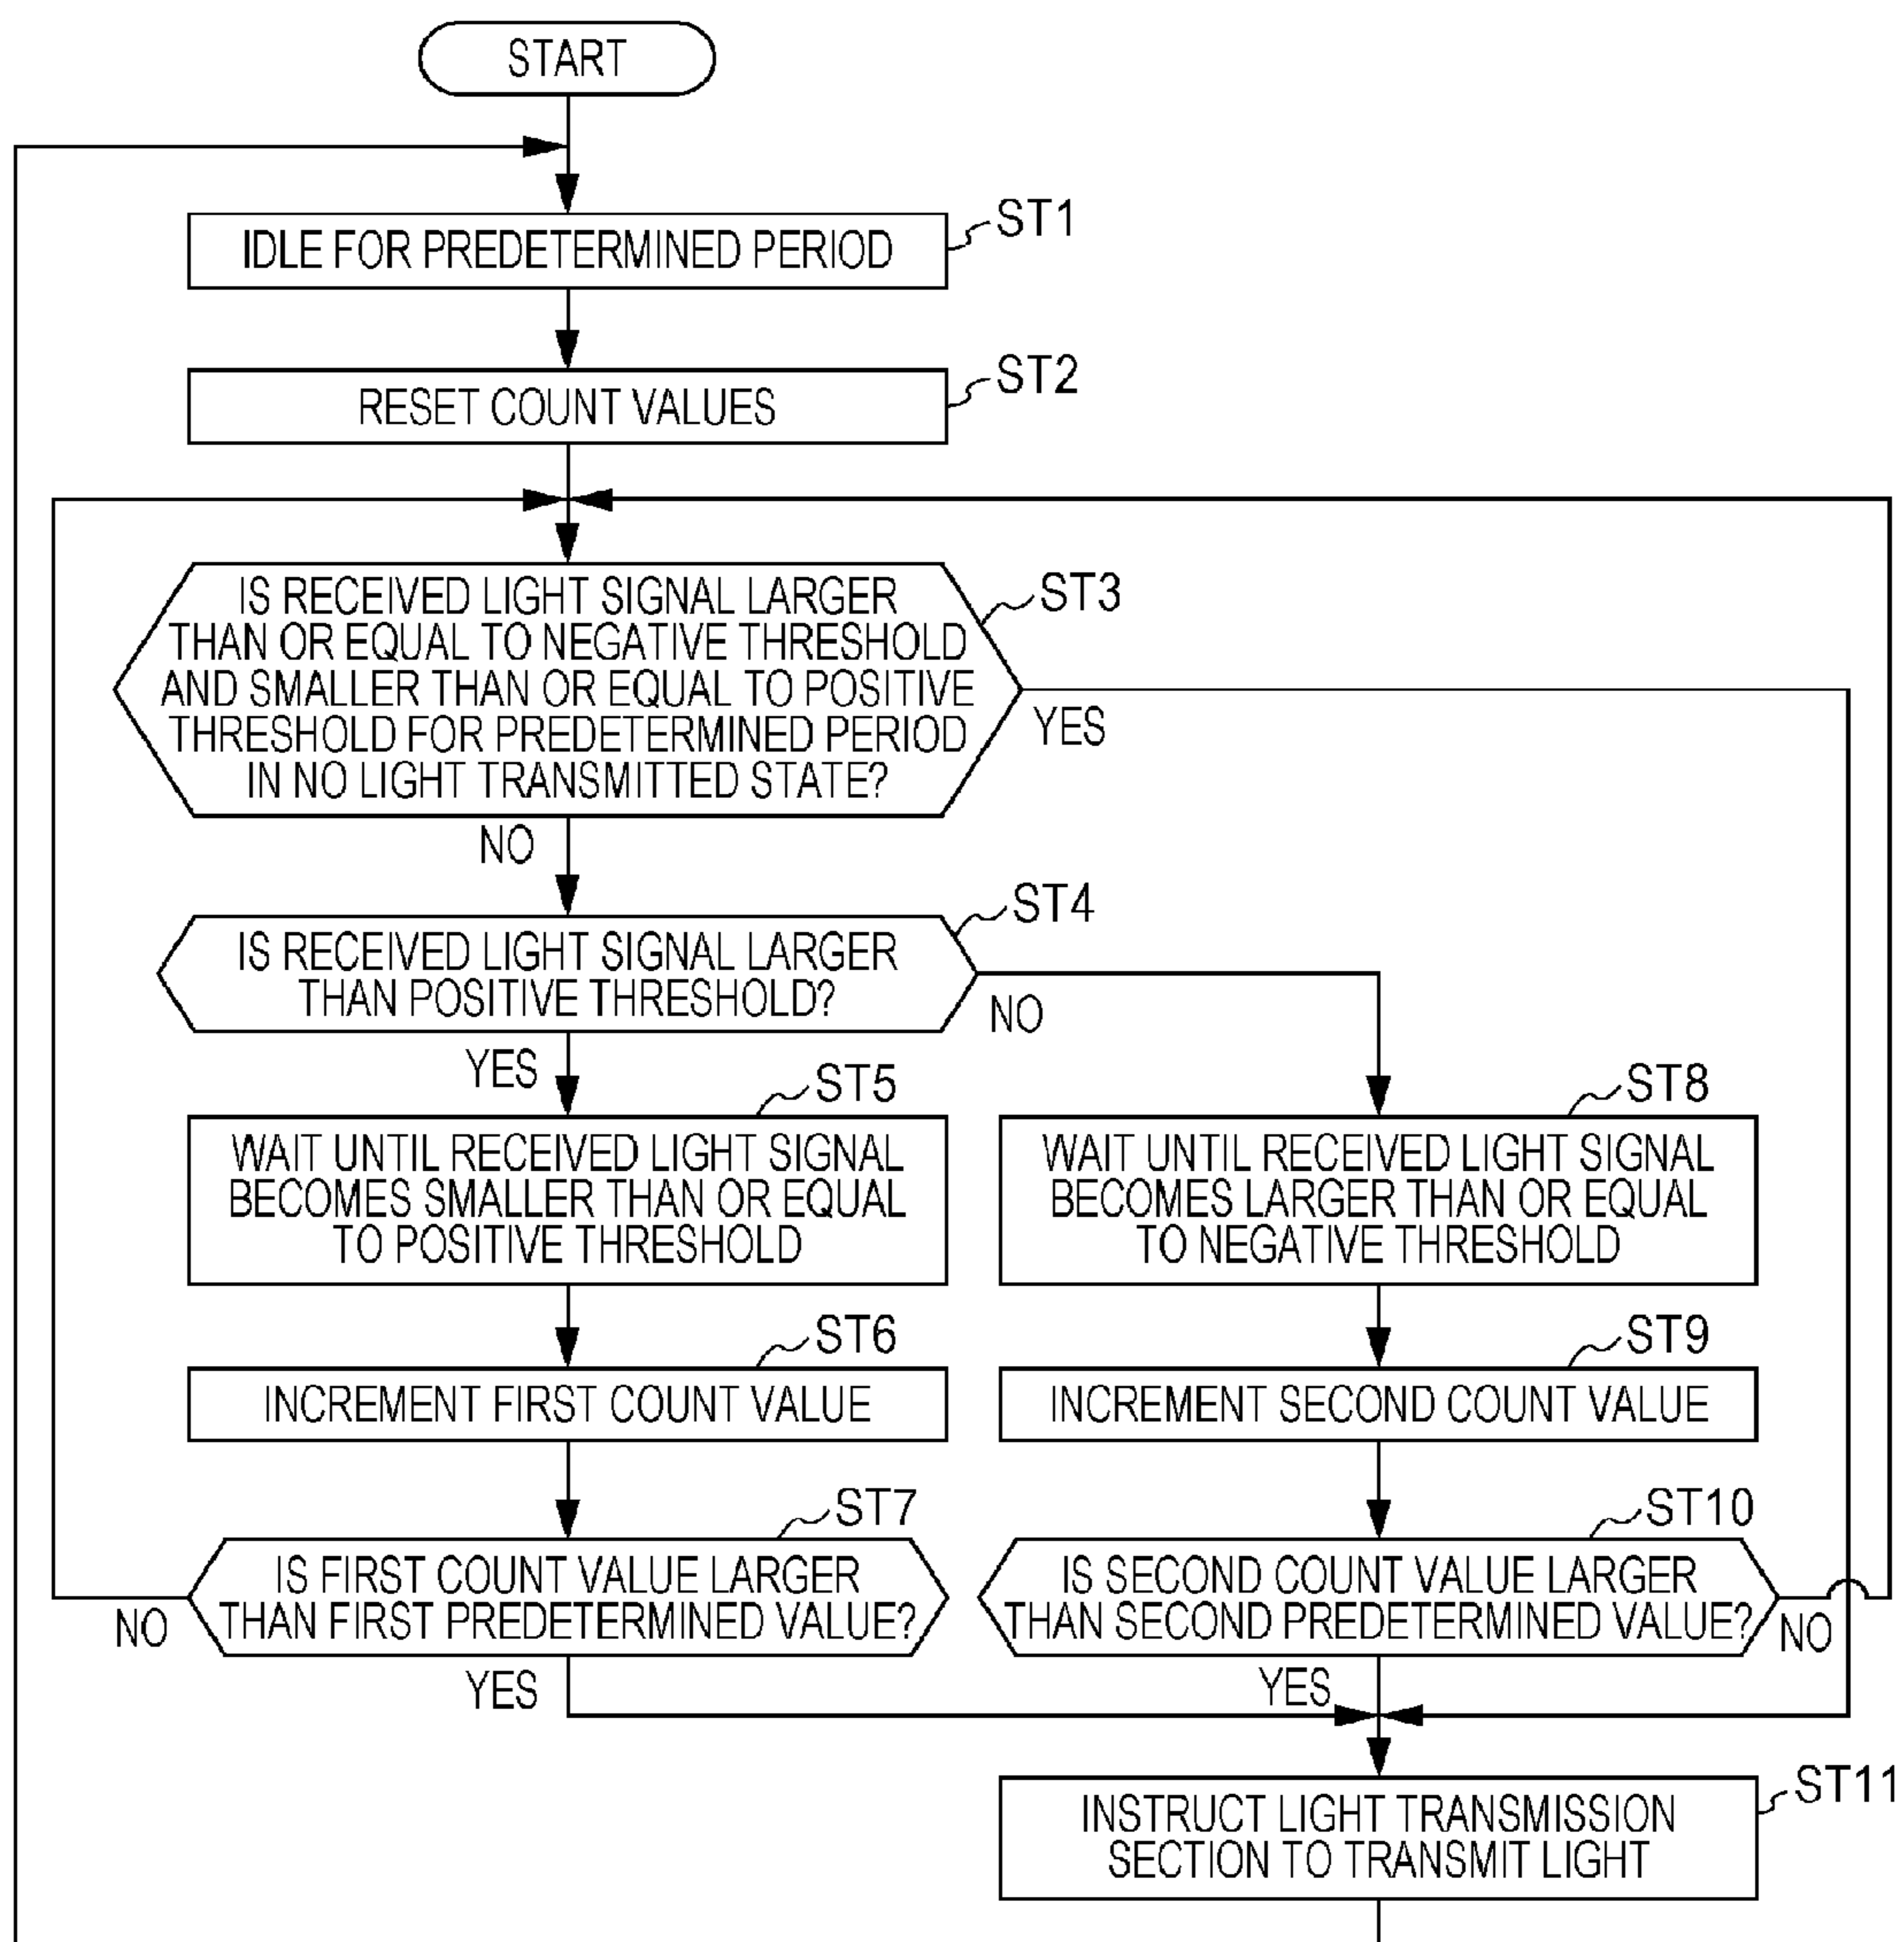 START
IDLE FOR PREDETERMINED PERIOD
ST1
RESET COUNT VALUES
ST2
IS RECEIVED LIGHT SIGNAL LARGER
THAN OR EQUAL TO NEGATIVE THRESHOLD
AND SMALLER THAN OR EQUAL TO POSITIVE
THRESHOLD FOR PREDETERMINED PERIOD
IN NO LIGHT TRANSMITTED STATE?
ST3
YES
NO
IS RECEIVED LIGHT SIGNAL LARGER
THAN POSITIVE THRESHOLD?
ST4
NO
YES
ST5
WAIT UNTIL RECEIVED LIGHT SIGNAL
BECOMES SMALLER THAN OR EQUAL
TO POSITIVE THRESHOLD
ST8
WAIT UNTIL RECEIVED LIGHT SIGNAL
BECOMES LARGER THAN OR EQUAL
TO NEGATIVE THRESHOLD
ST6
INCREMENT FIRST COUNT VALUE
ST9
INCREMENT SECOND COUNT VALUE
ST7
IS FIRST COUNT VALUE LARGER
THAN FIRST PREDETERMINED VALUE?
NO
YES
ST10
IS SECOND COUNT VALUE LARGER
THAN SECOND PREDETERMINED VALUE?
NO
YES
ST11
INSTRUCT LIGHT TRANSMISSION
SECTION TO TRANSMIT LIGHT